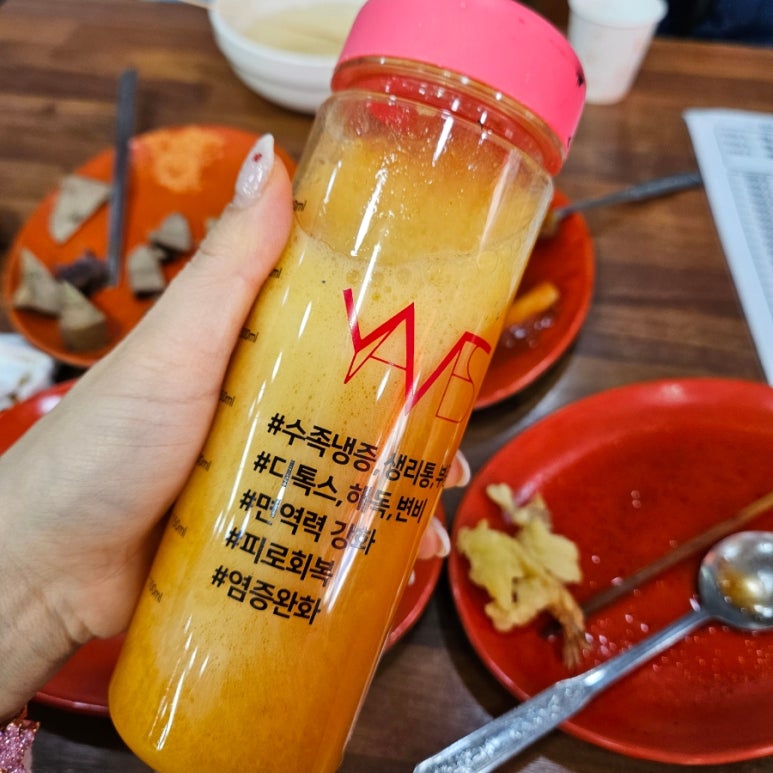 #수족냉증, 생리통,
#디톡스, 해독, 변비
#면역력 강화
#피로회복
#염증완화